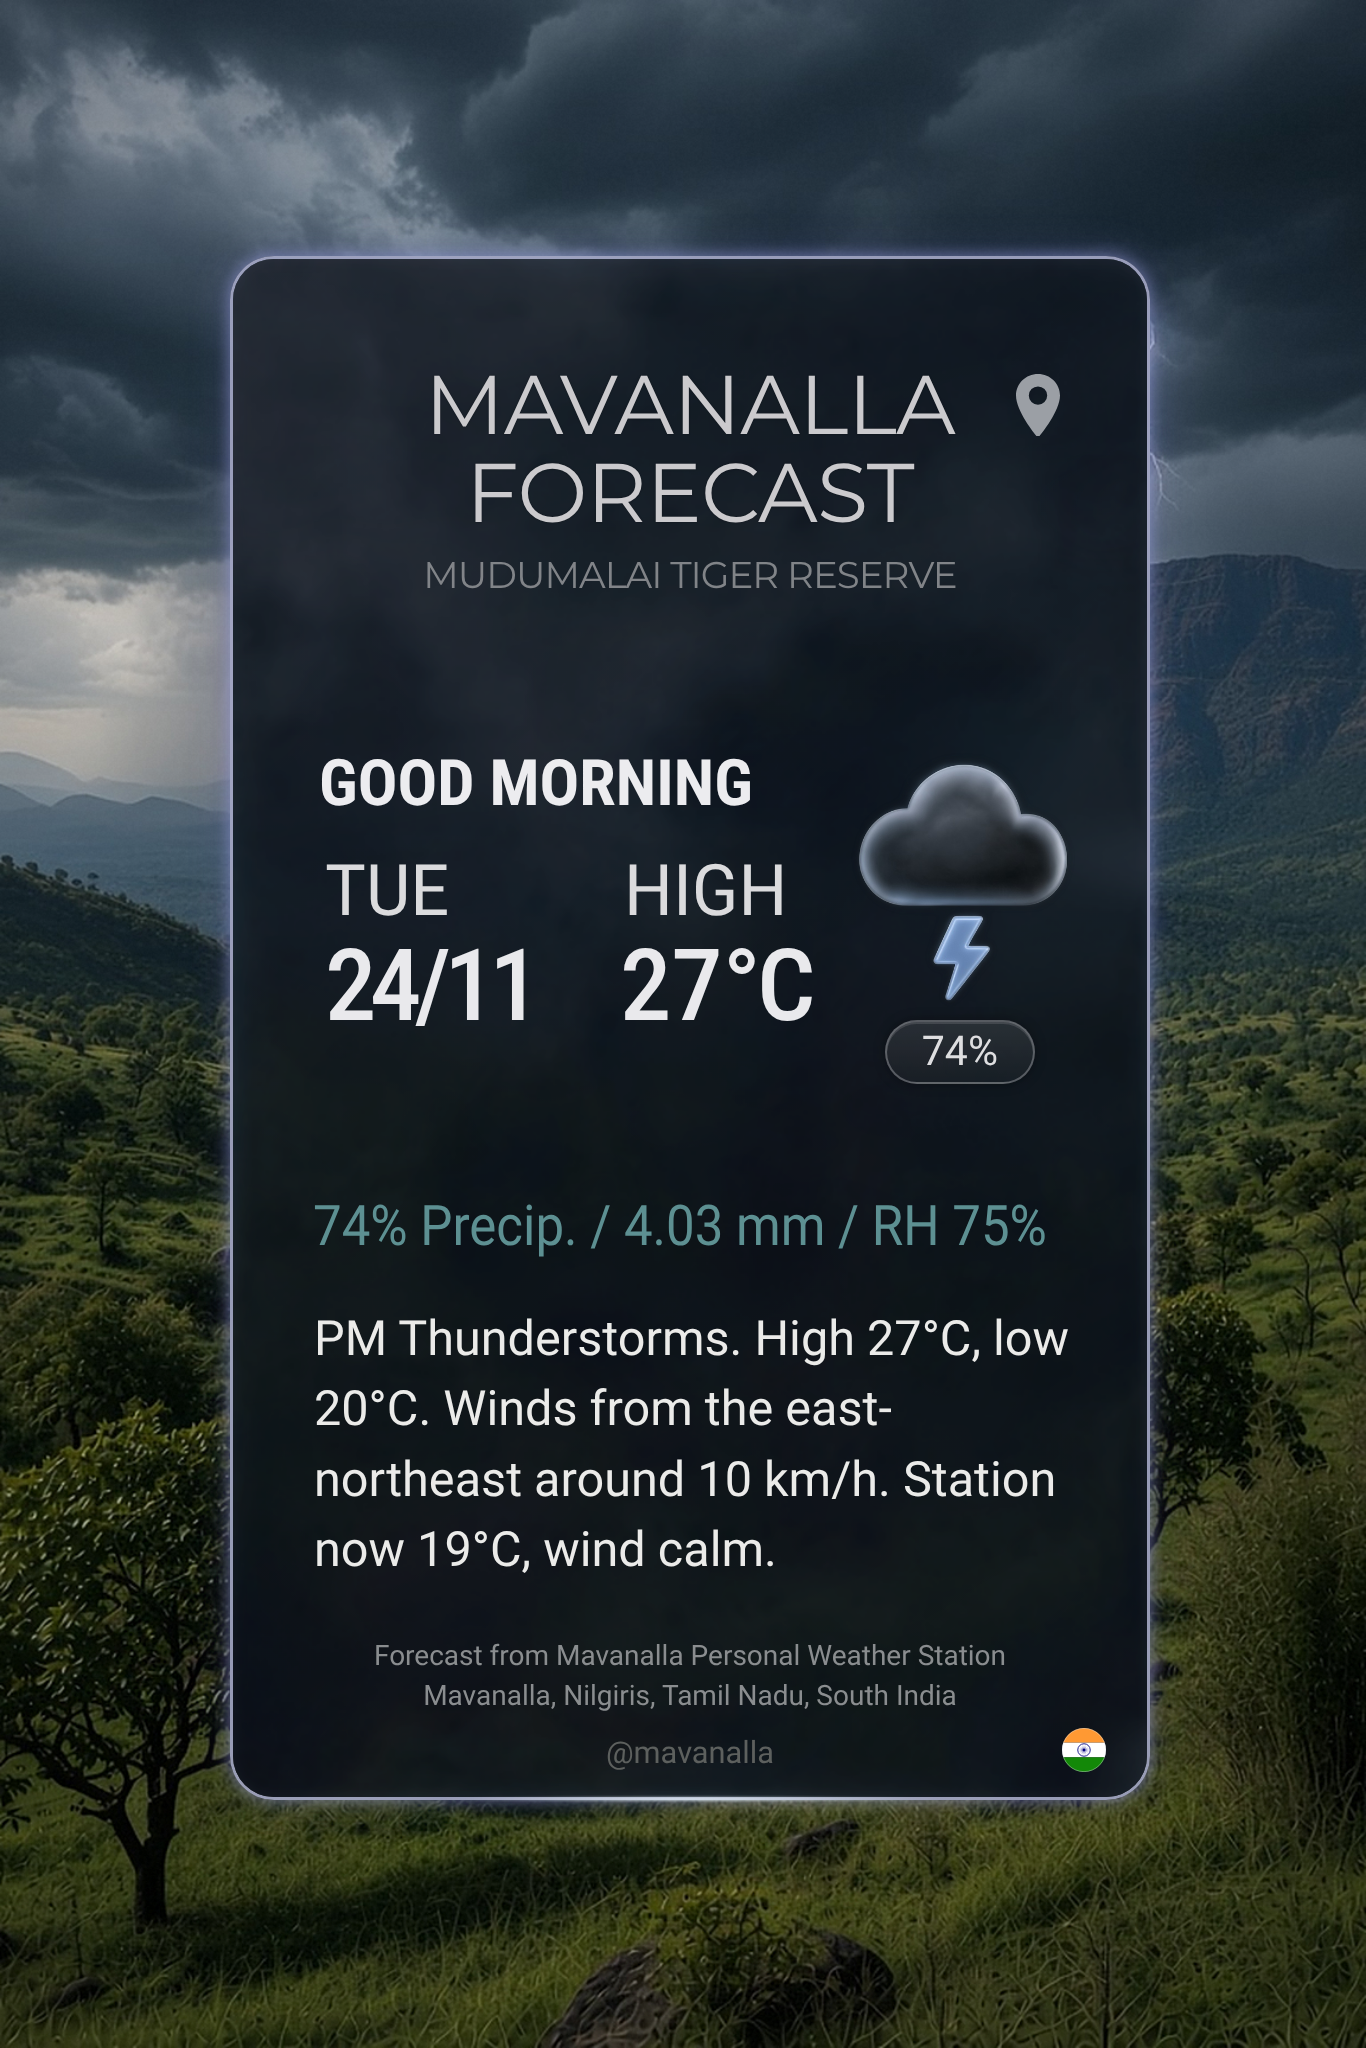 MAVANALLA
FORECAST
MUDUMALAI TIGER RESERVE
GOOD MORNING
TUE
24/11
HIGH
27°C
74%
74% Precip. / 4.03 mm / RH 75%
PM Thunderstorms. High 27°C, low
20°C. Winds from the east-
northeast around 10 km/h. Station
now 19°C, wind calm.
Forecast from Mavanalla Personal Weather Station
Mavanalla, Nilgiris, Tamil Nadu, South India
@mavanalla